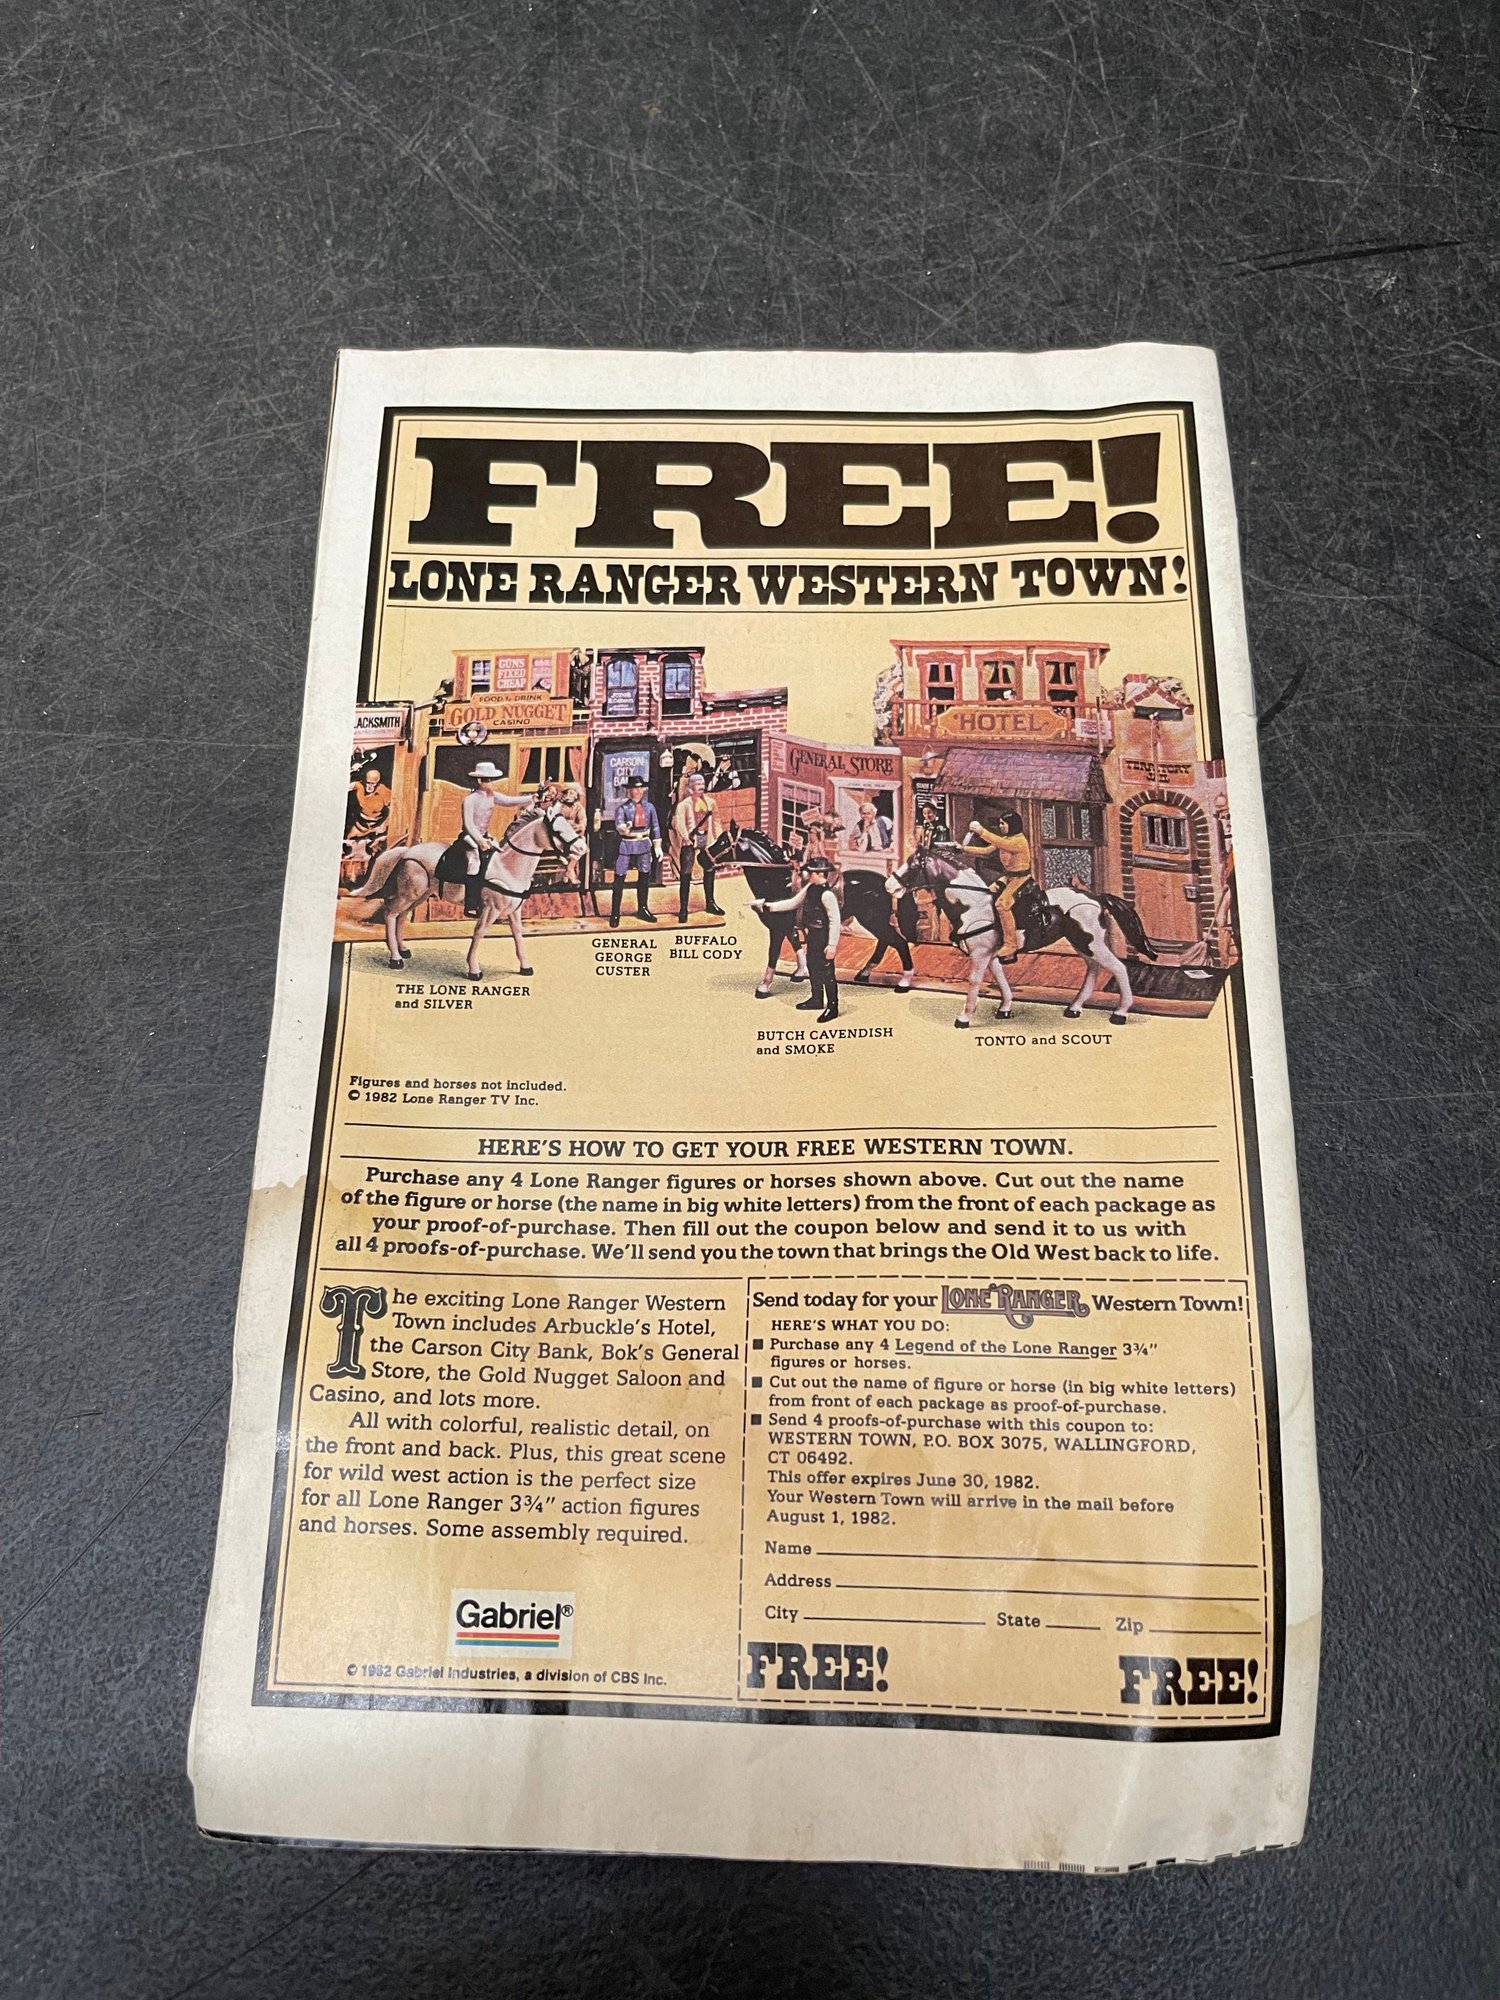 FREE!
LONE RANGER WESTERN TOWN!
GUNS
FIXED
CHEAP
FOOD & DRINK
GOLD NUGGET
CASINO
ACKSMITH
CARSON
CITY
GENERAL STORE
HOTEL
GENERAL
GEORGE
CUSTER
BUFFALO
BILL CODY
THE LONE RANGER
and SILVER
BUTCH CAVENDISH
and SMOKE
TONTO and SCOUT
Figures and horses not included.
© 1982 Lone Ranger TV Inc.
HERE'S HOW TO GET YOUR FREE WESTERN TOWN.
Purchase any 4 Lone Ranger figures or horses shown above. Cut out the name
of the figure or horse (the name in big white letters) from the front of each package as
your proof-of-purchase. Then fill out the coupon below and send it to us with
all 4 proofs-of-purchase. We'll send you the town that brings the Old West back to life.
The exciting Lone Ranger Western
Town includes Arbuckle's Hotel,
the Carson City Bank, Bok's General
Store, the Gold Nugget Saloon and
Casino, and lots more.
All with colorful, realistic detail, on
the front and back. Plus, this great scene
for wild west action is the perfect size
for all Lone Ranger 3¾" action figures
and horses. Some assembly required.
Gabriel®
© 1982 Gabriel Industries, a division of CBS Inc.
Send today for your LONE RANGER Western Town!
HERE'S WHAT YOU DO:
■ Purchase any 4 Legend of the Lone Ranger 3¾"
figures or horses.
■ Cut out the name of figure or horse (in big white letters)
from front of each package as proof-of-purchase.
■ Send 4 proofs-of-purchase with this coupon to:
WESTERN TOWN, P.O. BOX 3075, WALLINGFORD,
CT 06492.
This offer expires June 30, 1982.
Your Western Town will arrive in the mail before
August 1, 1982.
Name
Address
City State Zip
FREE! FREE!